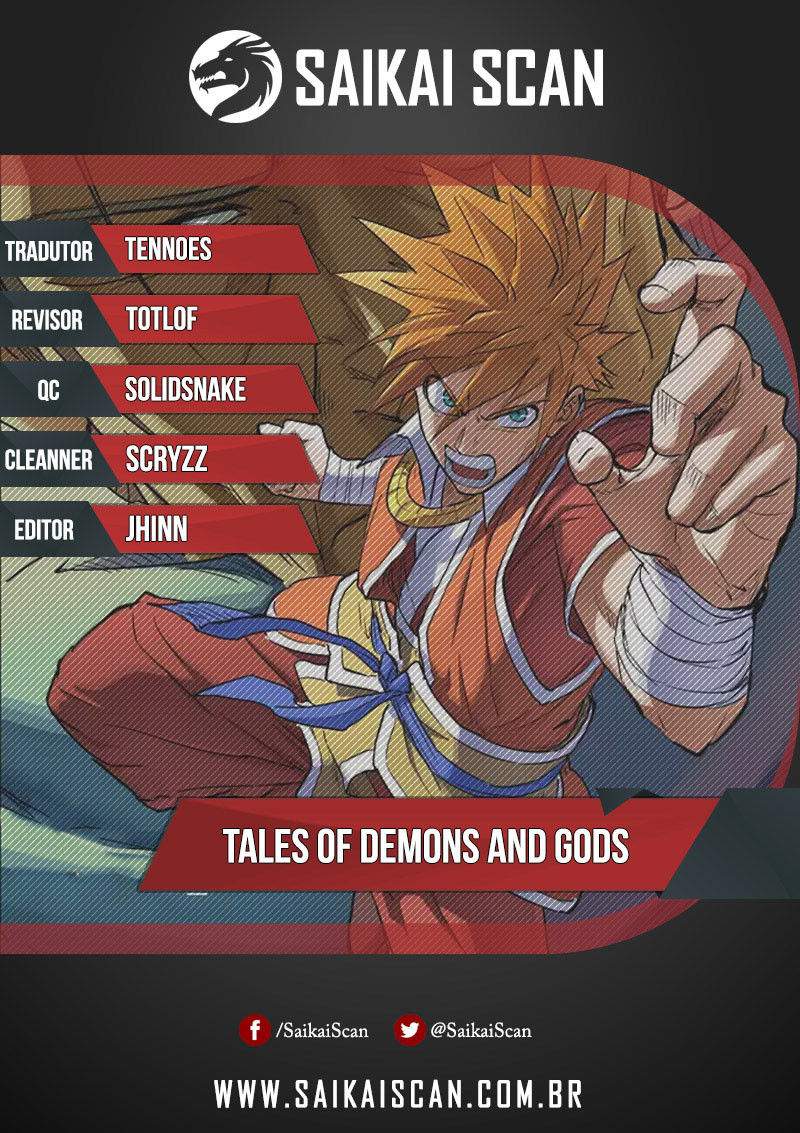 SAIKAI SCAN
TRADUTOR TENNOES
REVISOR TOTLOF
QC SOLIDSNAKE
CLEANNER SCRYZZ
EDITOR JHINN
TALES OF DEMONS AND GODS
/SaikaiScan @SaikaiScan
WWW.SAIKAISCAN.COM.BR